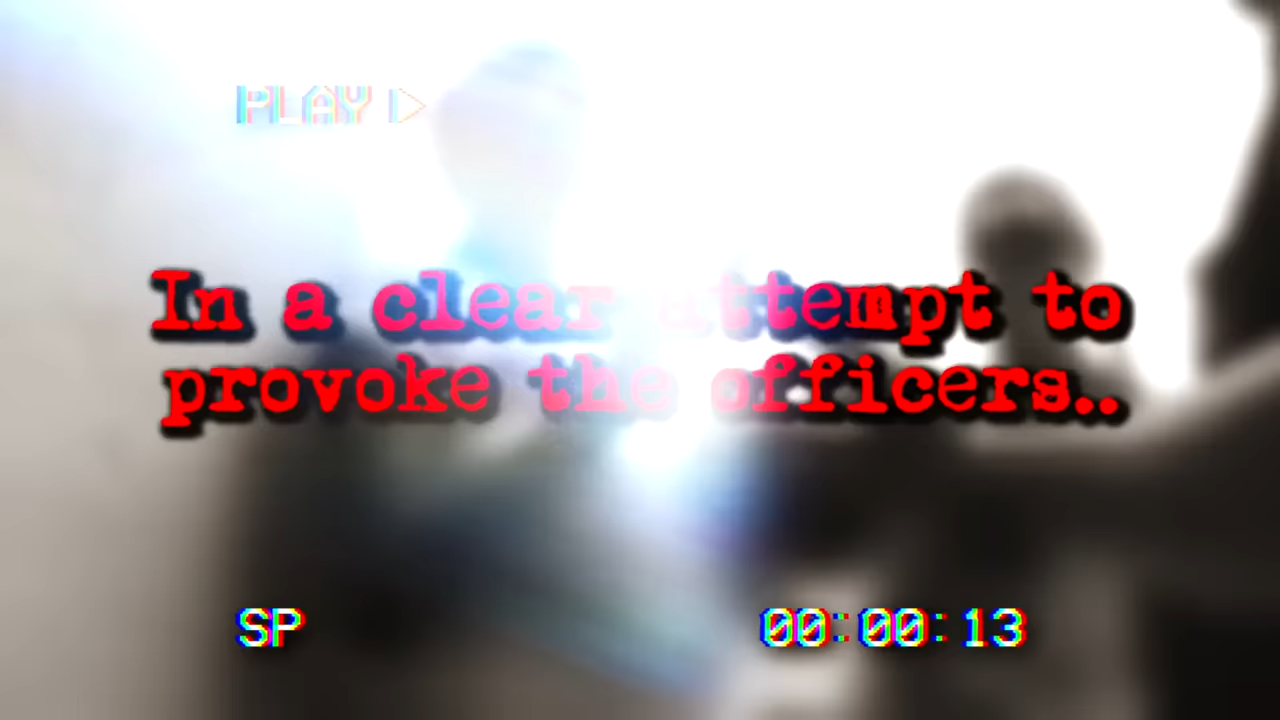 PLAY ▷
In a clear attempt to
provoke the officers..
SP
00:00:13